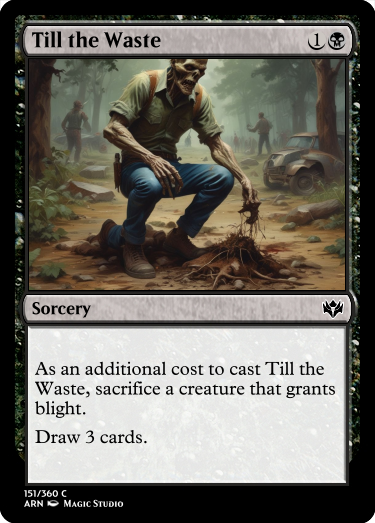 Till the Waste 1
Sorcery
As an additional cost to cast Till the
Waste, sacrifice a creature that grants
blight.
Draw 3 cards.
151/360 C
ARN Magic Studio